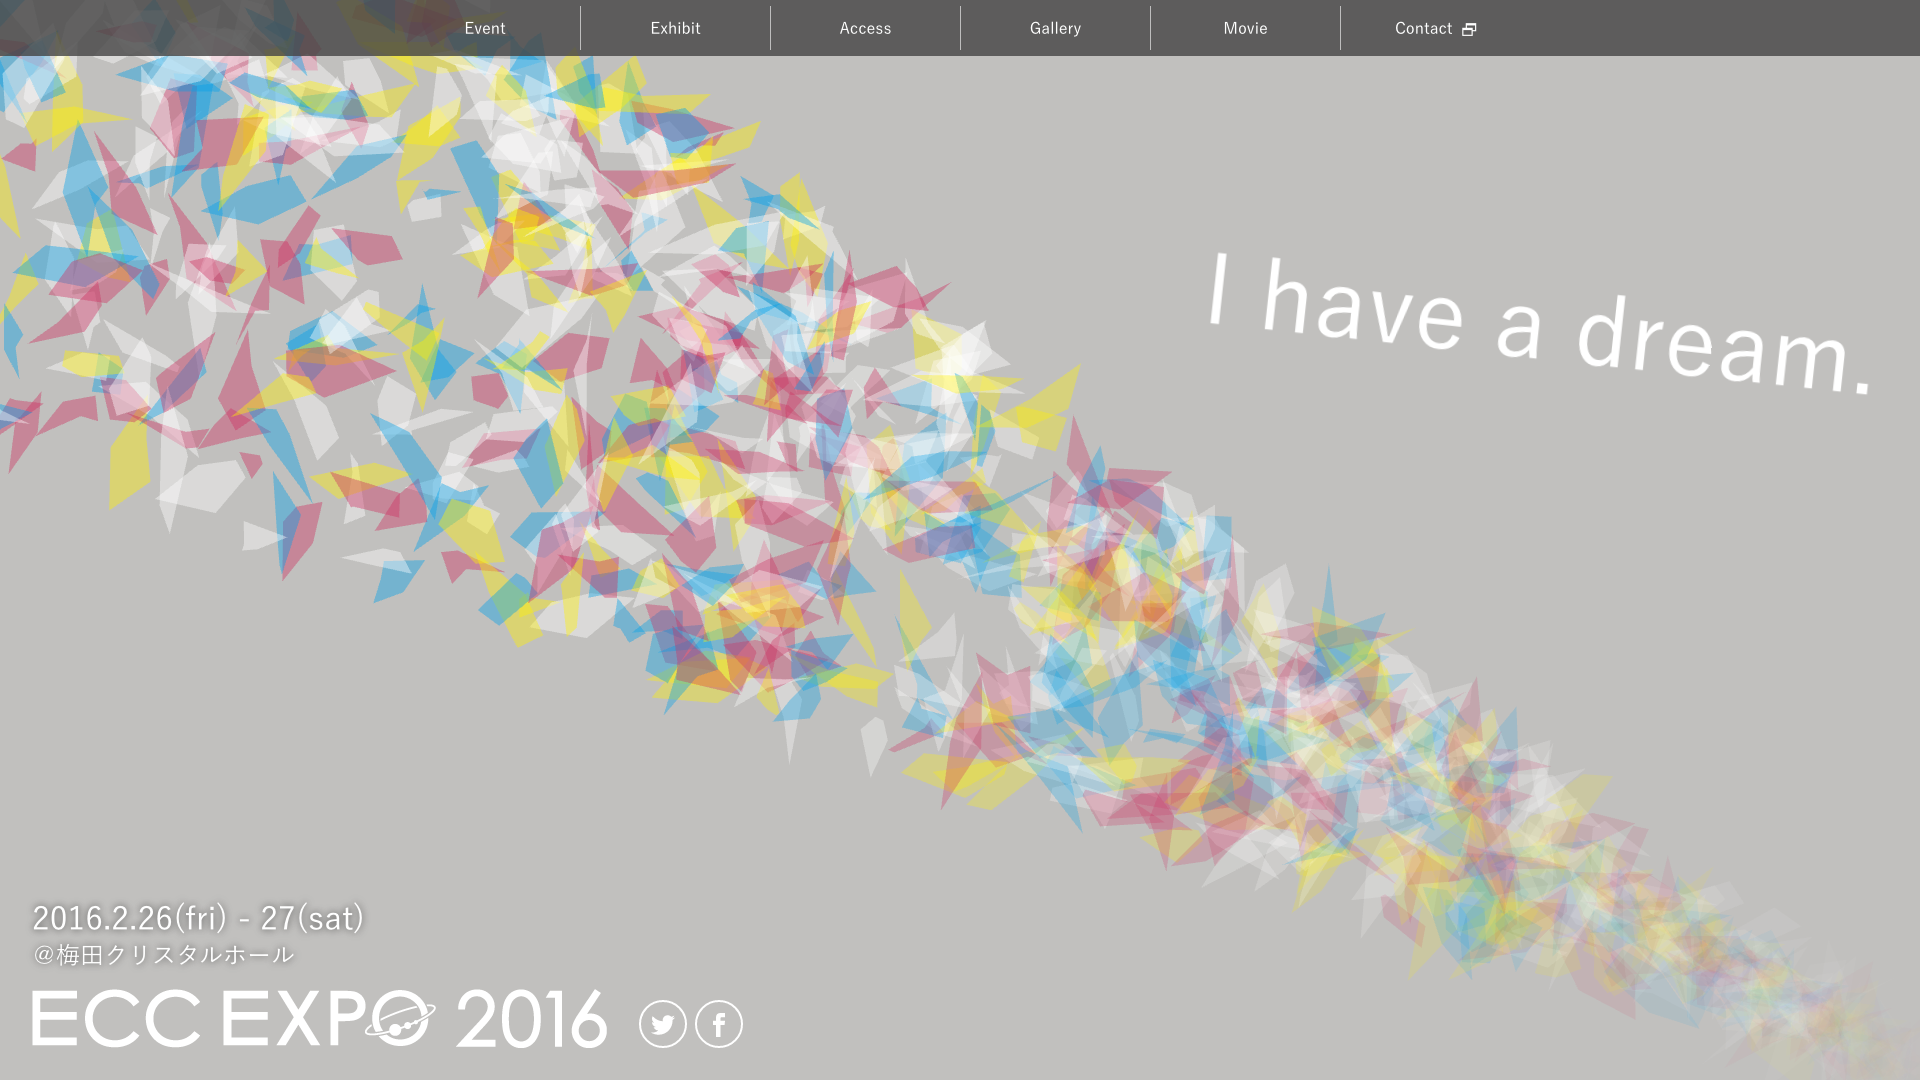 Event
Exhibit
Access
Gallery
Movie
Contact
I have a dream.
2016.2.26(fri) - 27(sat)
@梅田クリスタルホール
ECC EXPO 2016